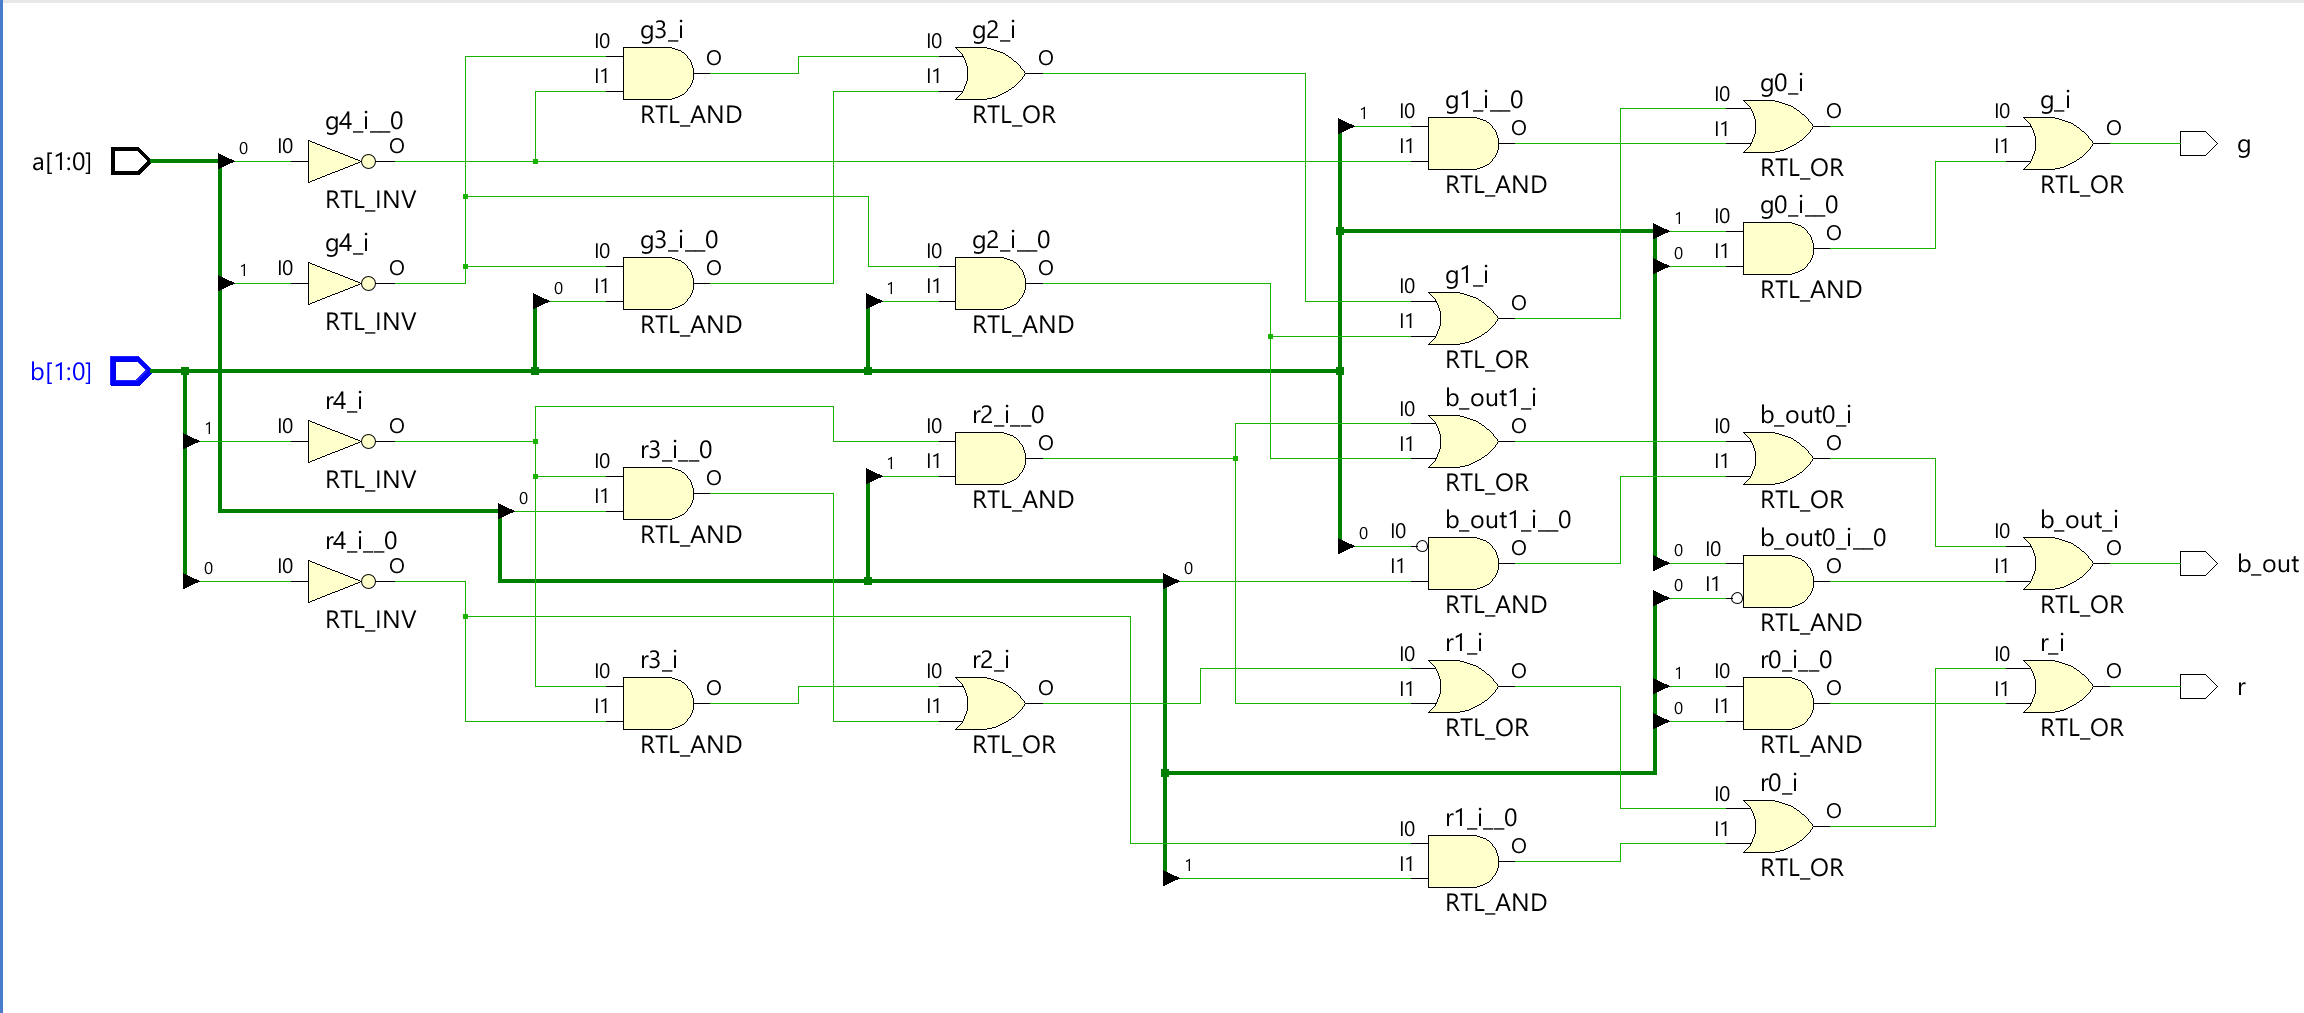 a[1:0]
b[1:0]
0
I0
g4_i__0
O
RTL_INV
1
I0
g4_i
O
RTL_INV
1
I0
r4_i
O
RTL_INV
0
I0
r4_i__0
O
RTL_INV
g3_i
I0
I1
O
RTL_AND
g3_i__0
I0
0
I1
O
RTL_AND
r3_i__0
I0
0
I1
O
RTL_AND
r3_i
I0
I1
O
RTL_AND
g2_i
I0
I1
O
RTL_OR
g2_i__0
I0
1
I1
O
RTL_AND
r2_i__0
I0
1
I1
O
RTL_AND
r2_i
I0
I1
O
RTL_OR
g1_i__0
1
I0
I1
O
RTL_AND
g1_i
I0
I1
O
RTL_OR
b_out1_i
I0
I1
O
RTL_OR
b_out1_i__0
0
I0
0
I1
O
RTL_AND
r1_i
I0
I1
O
RTL_OR
r1_i__0
I0
1
I1
O
RTL_AND
g0_i
I0
I1
O
RTL_OR
g0_i__0
1
I0
0
I1
O
RTL_AND
b_out0_i
I0
I1
O
RTL_OR
b_out0_i__0
0
I0
0
I1
O
RTL_AND
r0_i__0
1
I0
0
I1
O
RTL_AND
r0_i
I0
I1
O
RTL_OR
g_i
I0
I1
O
RTL_OR
g
b_out_i
I0
I1
O
RTL_OR
b_out
r_i
I0
I1
O
RTL_OR
r